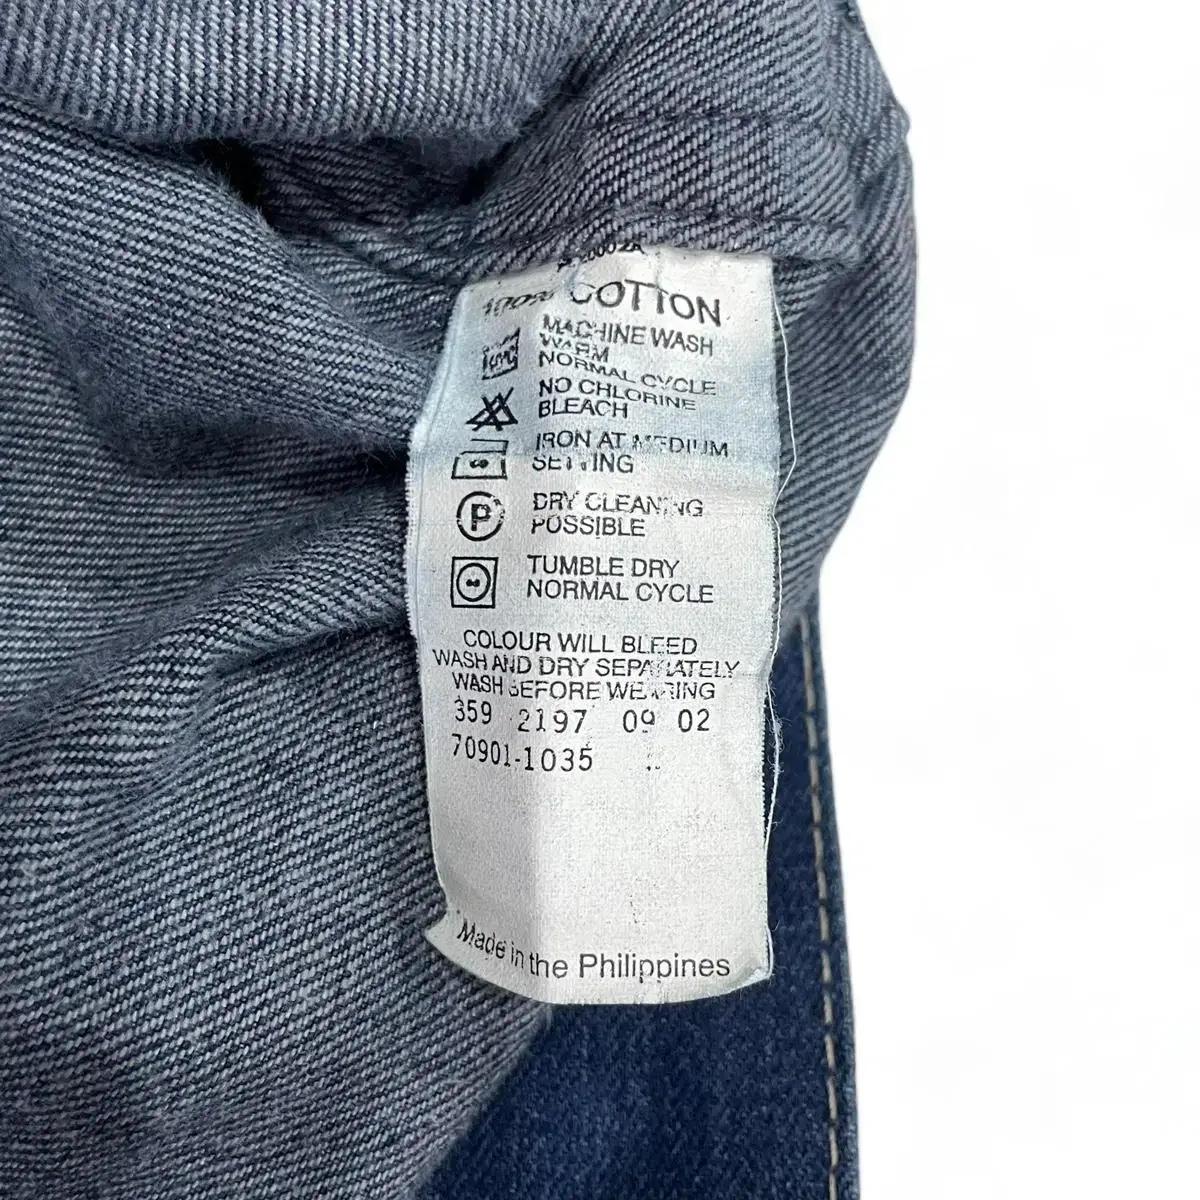 100% COTTON
MACHINE WASH
WARM
NORMAL CYCLE
NO CHLORINE
BLEACH
IRON AT MEDIUM
SETTING
P
DRY CLEANING
POSSIBLE
TUMBLE DRY
NORMAL CYCLE
COLOUR WILL BLEED
WASH AND DRY SEPARATELY
WASH BEFORE WEARING
359 2197 09 02
70901-1035
Made in the Philippines